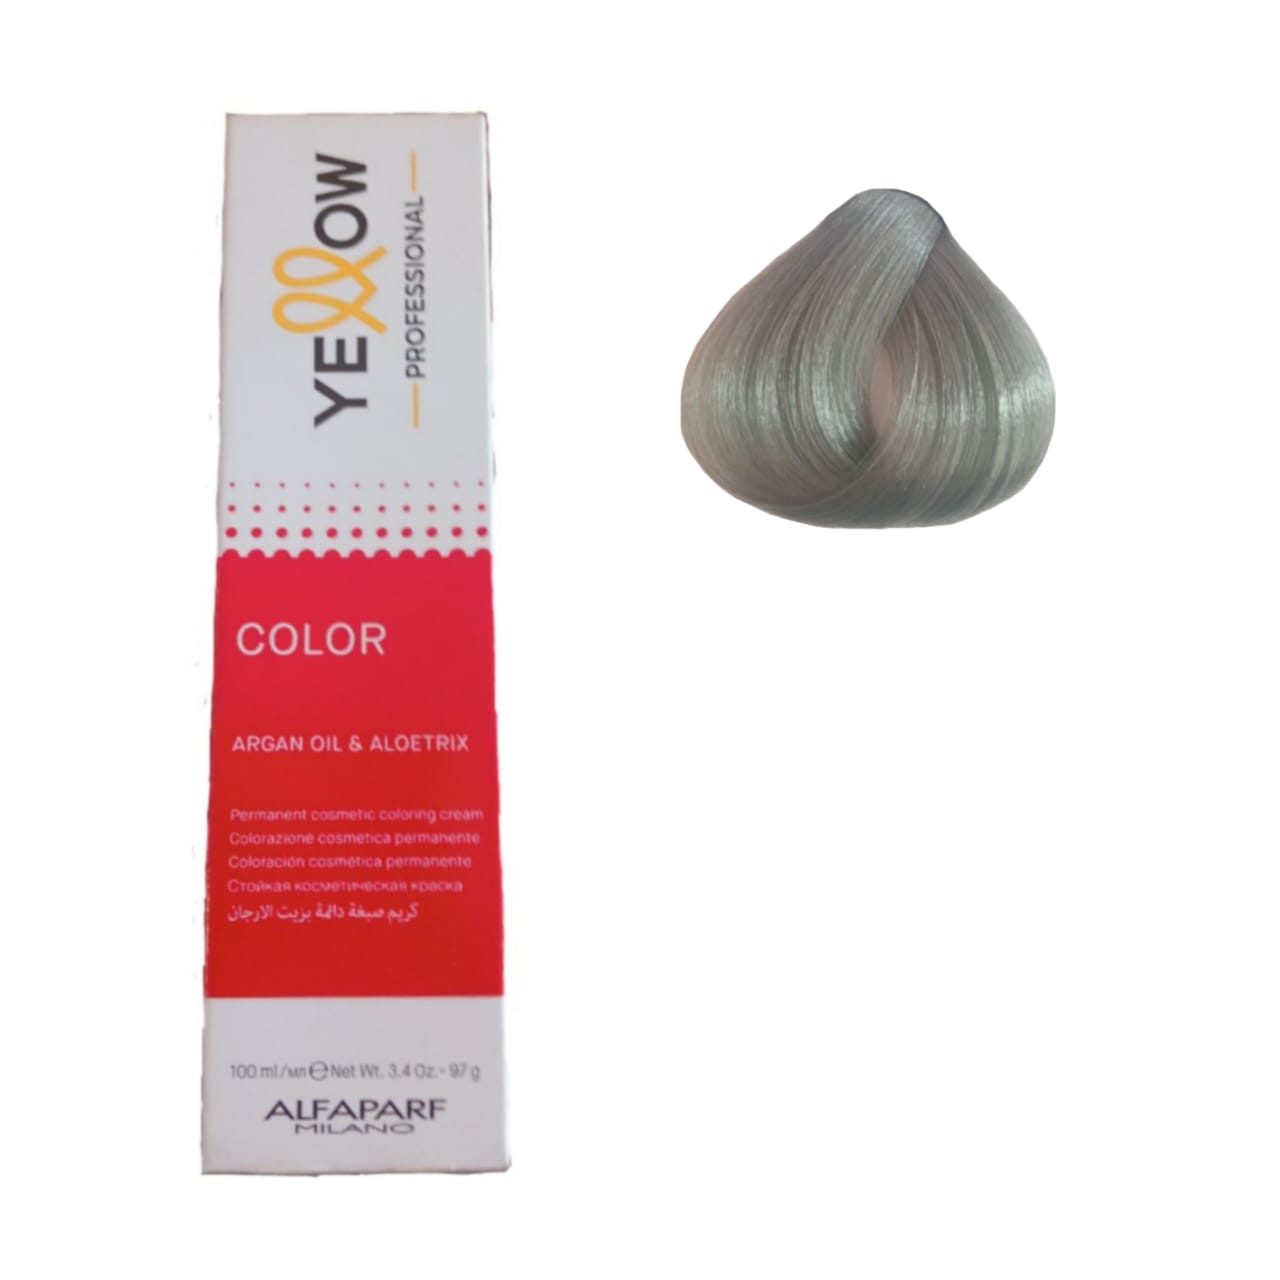 YELLOW
PROFESSIONAL
COLOR
ARGAN OIL & ALOETRIX
Permanent cosmetic coloring cream
Colorazione cosmetica permanente
Coloración cosmética permanente
Стойкая косметическая краска
كريم صبغة دائمة بزيت الارجان
100 ml/мл ℮ Net Wt. 3.4 Oz. - 97 g
ALFAPARF
MILANO